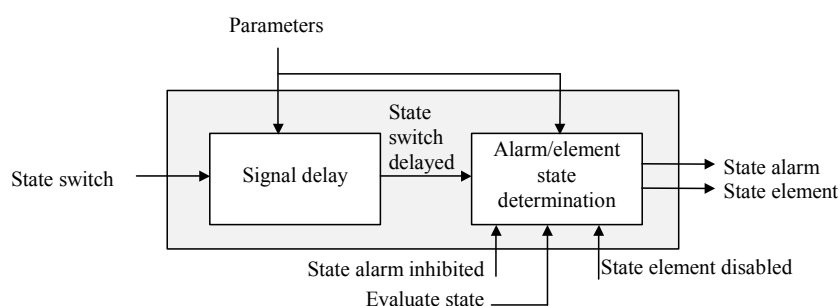 Parameters
State
switch
delayed
Signal delay
Alarm/element
state
determination
State switch
State alarm
State element
State alarm inhibited
State element disabled
Evaluate state